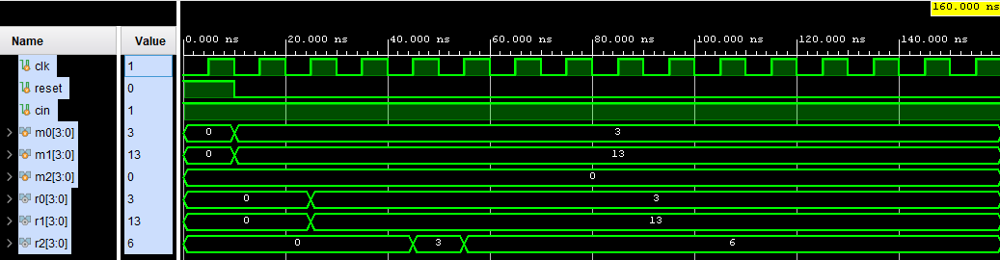 160.000 ns
Name Value 0.000 ns 20.000 ns 40.000 ns 60.000 ns 80.000 ns 100.000 ns 120.000 ns 140.000 ns
clk 1
reset 0
cin 1
m0[3:0] 3 0 3
m1[3:0] 13 0 13
m2[3:0] 0 0
r0[3:0] 3 0 3
r1[3:0] 13 0 13
r2[3:0] 6 0 3 6